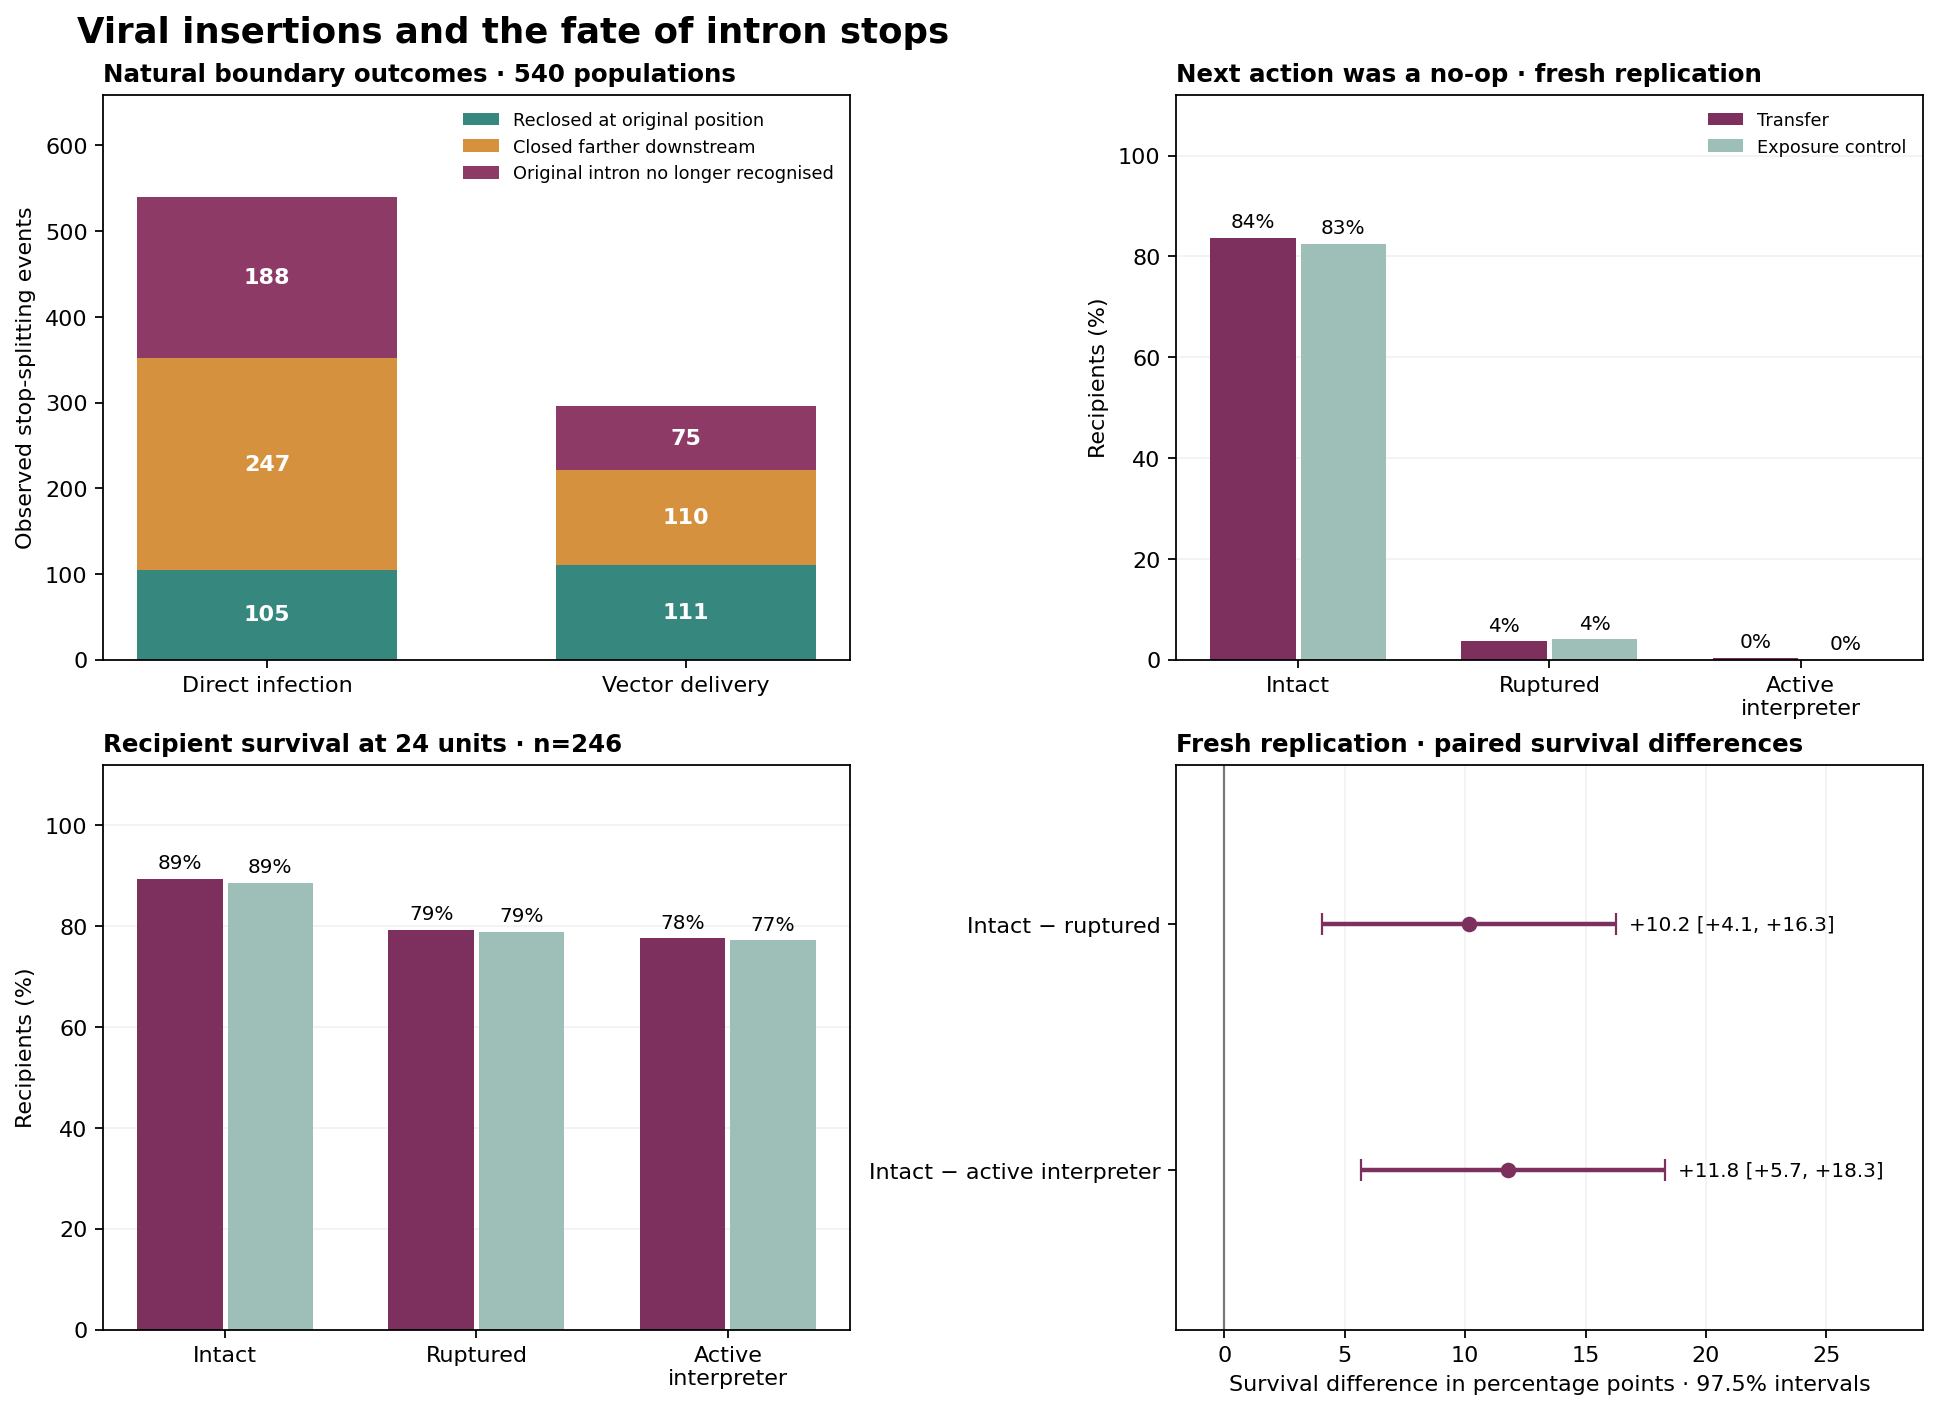 Viral insertions and the fate of intron stops
Natural boundary outcomes · 540 populations
Observed stop-splitting events
600
500
400
300
200
100
0
Reclosed at original position
Closed farther downstream
Original intron no longer recognised
188
247
105
75
110
111
Direct infection
Vector delivery
Next action was a no-op · fresh replication
Recipients (%)
100
80
60
40
20
0
Transfer
Exposure control
84%
83%
4%
4%
0%
0%
Intact
Ruptured
Active
interpreter
Recipient survival at 24 units · n=246
Recipients (%)
100
80
60
40
20
0
89%
89%
79%
79%
78%
77%
Intact
Ruptured
Active
interpreter
Fresh replication · paired survival differences
Intact − ruptured
+10.2 [+4.1, +16.3]
Intact − active interpreter
+11.8 [+5.7, +18.3]
0
5
10
15
20
25
Survival difference in percentage points · 97.5% intervals